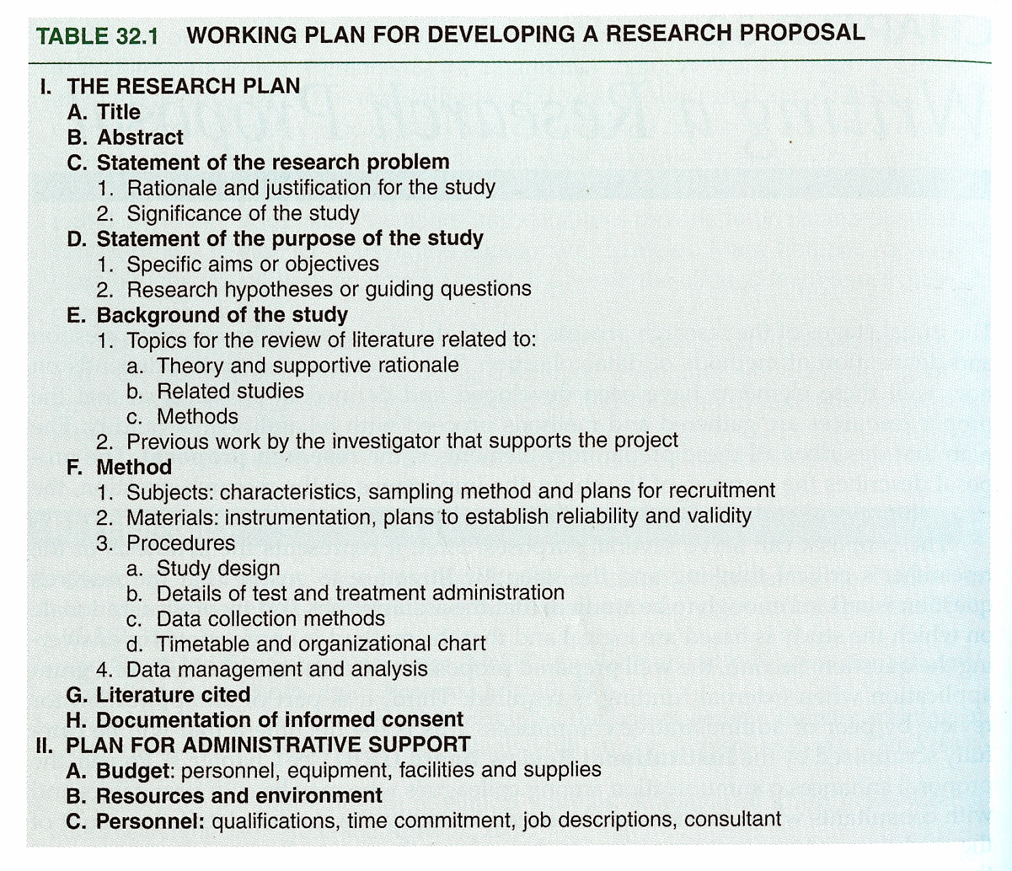 TABLE 32.1 WORKING PLAN FOR DEVELOPING A RESEARCH PROPOSAL
I. THE RESEARCH PLAN
A. Title
B. Abstract
C. Statement of the research problem
1. Rationale and justification for the study
2. Significance of the study
D. Statement of the purpose of the study
1. Specific aims or objectives
2. Research hypotheses or guiding questions
E. Background of the study
1. Topics for the review of literature related to:
a. Theory and supportive rationale
b. Related studies
c. Methods
2. Previous work by the investigator that supports the project
F. Method
1. Subjects: characteristics, sampling method and plans for recruitment
2. Materials: instrumentation, plans to establish reliability and validity
3. Procedures
a. Study design
b. Details of test and treatment administration
c. Data collection methods
d. Timetable and organizational chart
4. Data management and analysis
G. Literature cited
H. Documentation of informed consent
II. PLAN FOR ADMINISTRATIVE SUPPORT
A. Budget: personnel, equipment, facilities and supplies
B. Resources and environment
C. Personnel: qualifications, time commitment, job descriptions, consultant